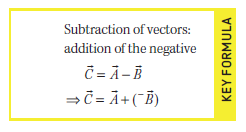 Subtraction of vectors:
addition of the negative
C⃗ = A⃗ – B⃗
⇒ C⃗ = A⃗ + (⁻B⃗)
KEY FORMULA